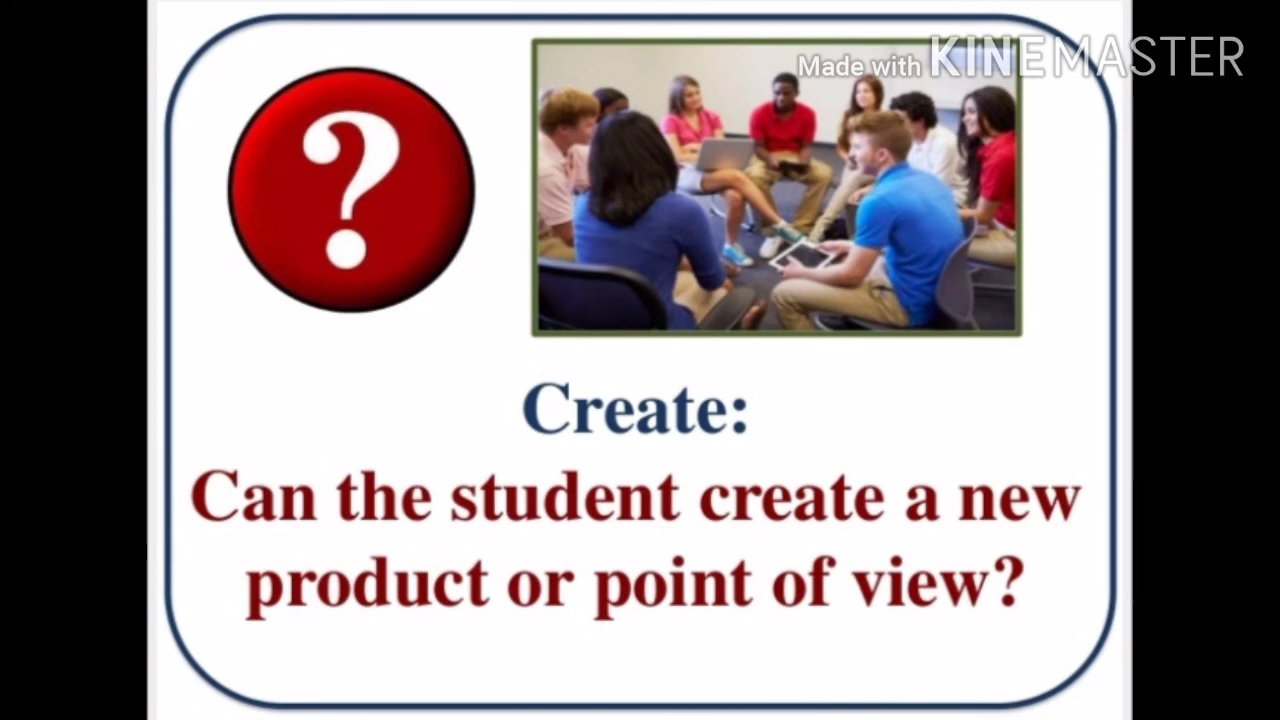 Made with KINEMASTER
?
Create:
Can the student create a new
product or point of view?